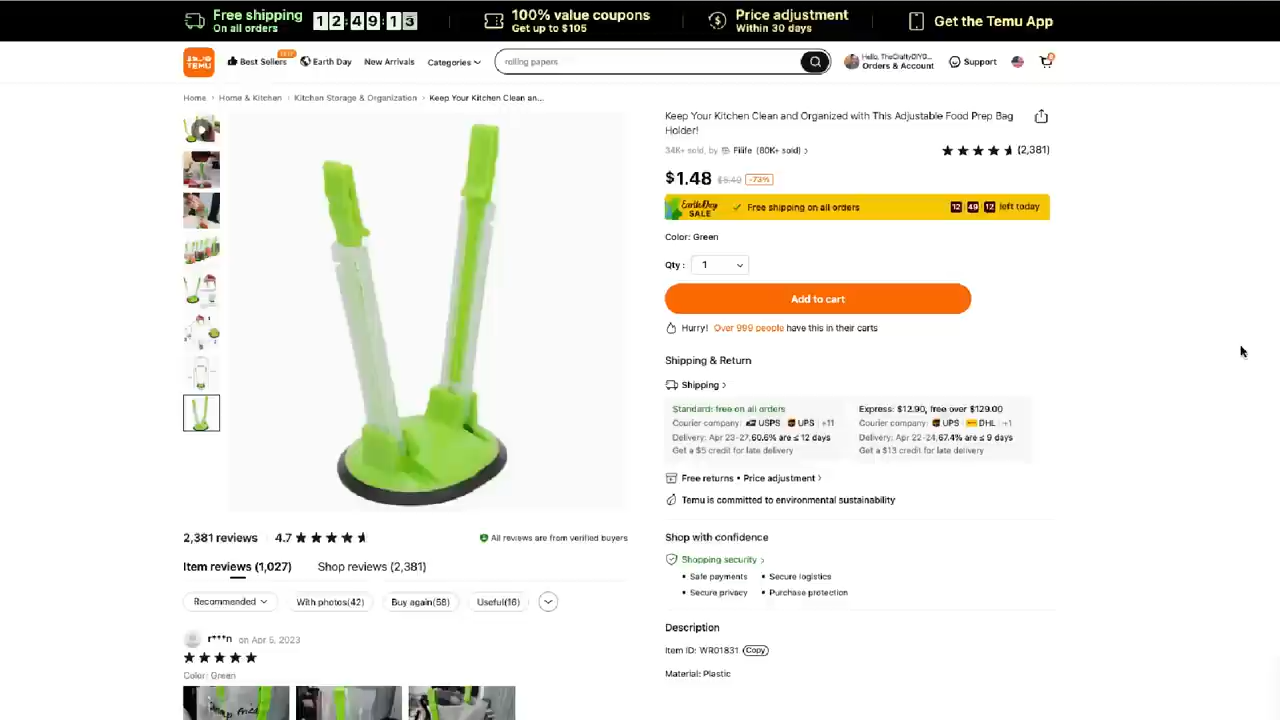 Free shipping
On all orders
12:49:13
100% value coupons
Get up to $105
Price adjustment
Within 30 days
Get the Temu App
TEMU
Best Sellers
Earth Day
New Arrivals
Categories
rolling papers
Hello, TheCraftyDIYO...
Orders & Account
Support
Home › Home & Kitchen › Kitchen Storage & Organization › Keep Your Kitchen Clean an...
Keep Your Kitchen Clean and Organized with This Adjustable Food Prep Bag
Holder!
34K+ sold, by Filife (80K+ sold) ›
(2,381)
$1.48 -73%
Earth Day
SALE
Free shipping on all orders
12 49 12 left today
Color: Green
Qty : 1
Add to cart
Hurry! Over 999 people have this in their carts
Shipping & Return
Shipping ›
Standard: free on all orders
Courier company: USPS UPS +11
Delivery: Apr 23-27, 60.6% are ≤ 12 days
Get a $5 credit for late delivery
Express: $12.90, free over $129.00
Courier company: UPS DHL +1
Delivery: Apr 22-24, 67.4% are ≤ 9 days
Get a $13 credit for late delivery
Free returns • Price adjustment ›
Temu is committed to environmental sustainability
2,381 reviews 4.7
All reviews are from verified buyers
Item reviews (1,027)
Shop reviews (2,381)
Recommended
With photos(42)
Buy again(58)
Useful(16)
r***n on Apr 5, 2023
Color: Green
Shop with confidence
Shopping security ›
• Safe payments • Secure logistics
• Secure privacy • Purchase protection
Description
Item ID: WR01831 Copy
Material: Plastic